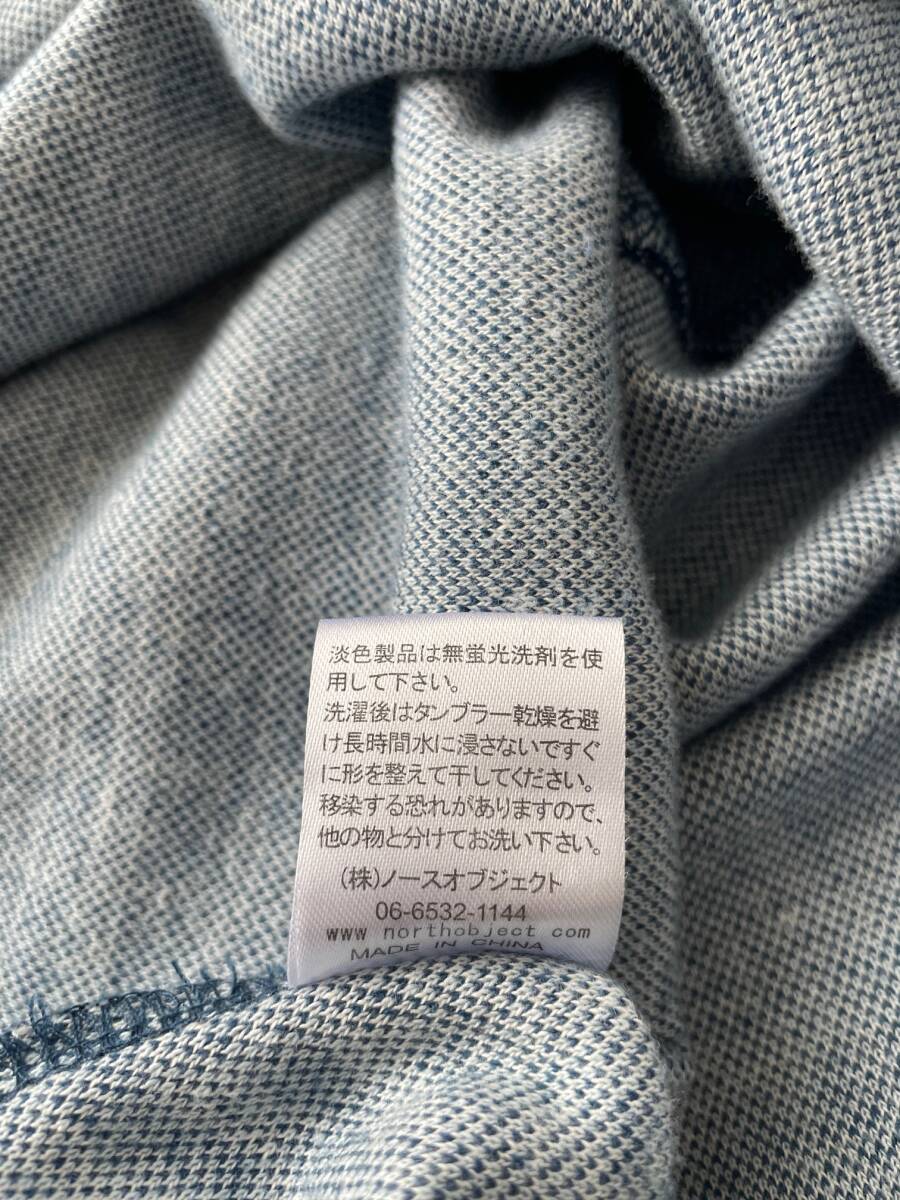 淡色製品は無蛍光洗剤を使
用して下さい。
洗濯後はタンブラー乾燥を避
け長時間水に浸さないですぐ
に形を整えて干してください。
移染する恐れがありますので、
他の物と分けてお洗い下さい。
(株)ノースオブジェクト
06-6532-1144
www northobject com
MADE IN CHINA